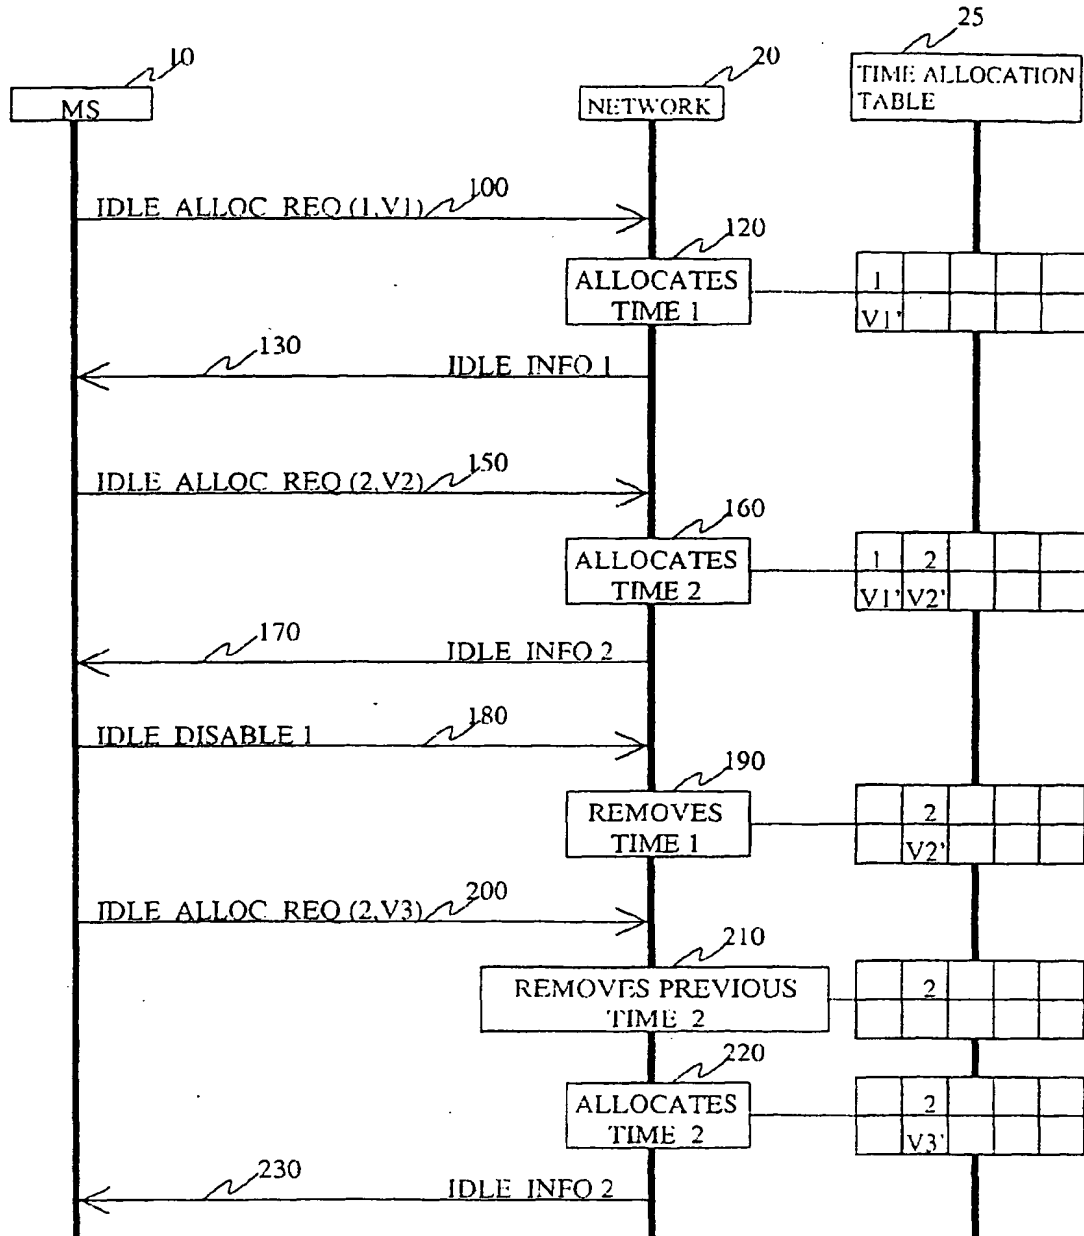 10
20
25
MS
NETWORK
TIME ALLOCATION
TABLE
IDLE ALLOC REQ (1,V1)
100
120
ALLOCATES
TIME 1
1
V1'
130
IDLE INFO 1
IDLE ALLOC REQ (2,V2)
150
160
ALLOCATES
TIME 2
1 2
V1' V2'
170
IDLE INFO 2
IDLE DISABLE 1
180
190
REMOVES
TIME 1
2
V2'
IDLE ALLOC REQ (2,V3)
200
210
REMOVES PREVIOUS
TIME 2
2
220
ALLOCATES
TIME 2
2
V3'
230
IDLE INFO 2